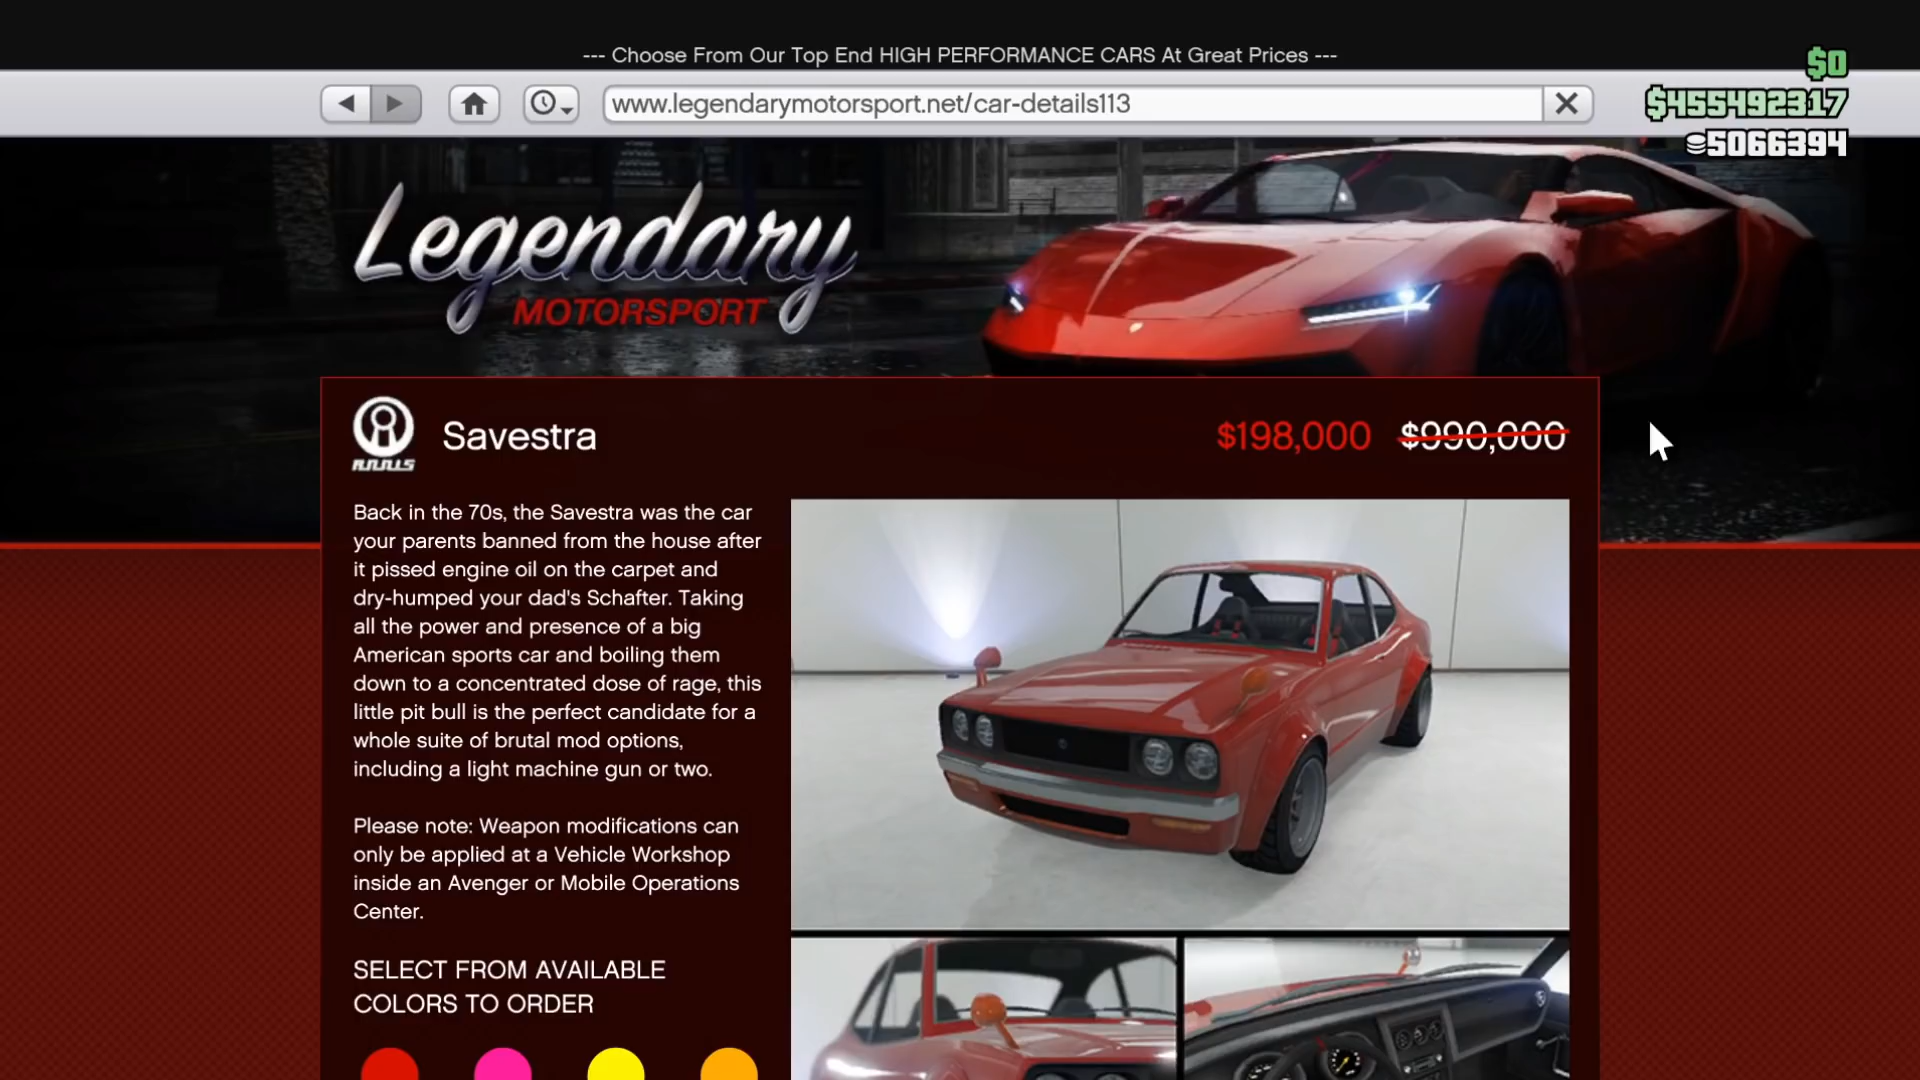 --- Choose From Our Top End HIGH PERFORMANCE CARS At Great Prices ---
$0
www.legendarymotorsport.net/car-details113
$455492317
5066394
Legendary
MOTORSPORT
ANNIS
Savestra
$198,000 $990,000
Back in the 70s, the Savestra was the car
your parents banned from the house after
it pissed engine oil on the carpet and
dry-humped your dad's Schafter. Taking
all the power and presence of a big
American sports car and boiling them
down to a concentrated dose of rage, this
little pit bull is the perfect candidate for a
whole suite of brutal mod options,
including a light machine gun or two.
Please note: Weapon modifications can
only be applied at a Vehicle Workshop
inside an Avenger or Mobile Operations
Center.
SELECT FROM AVAILABLE
COLORS TO ORDER